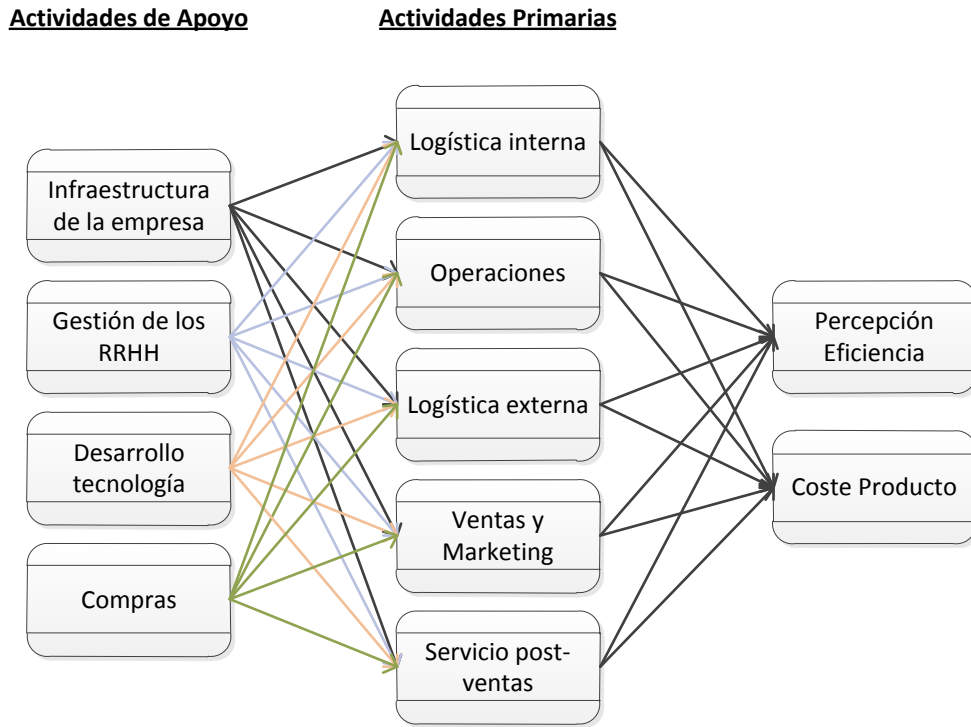 Actividades de Apoyo
Infraestructura
de la empresa
Gestión de los
RRHH
Desarrollo
tecnología
Compras
Actividades Primarias
Logística interna
Operaciones
Logística externa
Ventas y
Marketing
Servicio post-
ventas
Percepción
Eficiencia
Coste Producto